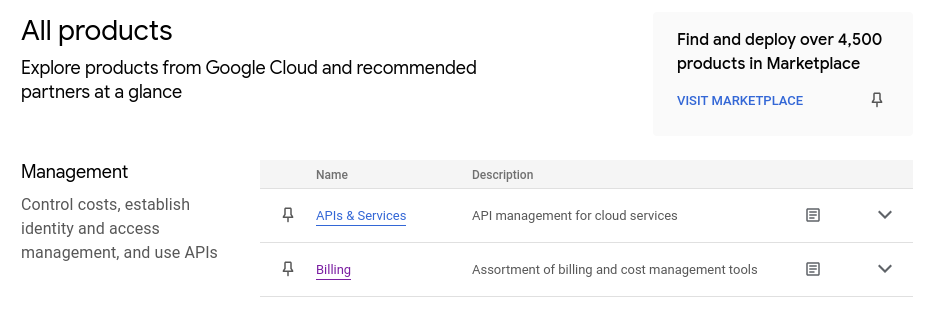 All products
Explore products from Google Cloud and recommended
partners at a glance
Find and deploy over 4,500
products in Marketplace
VISIT MARKETPLACE
Management
Control costs, establish
identity and access
management, and use APIs
Name Description
APIs & Services API management for cloud services
Billing Assortment of billing and cost management tools